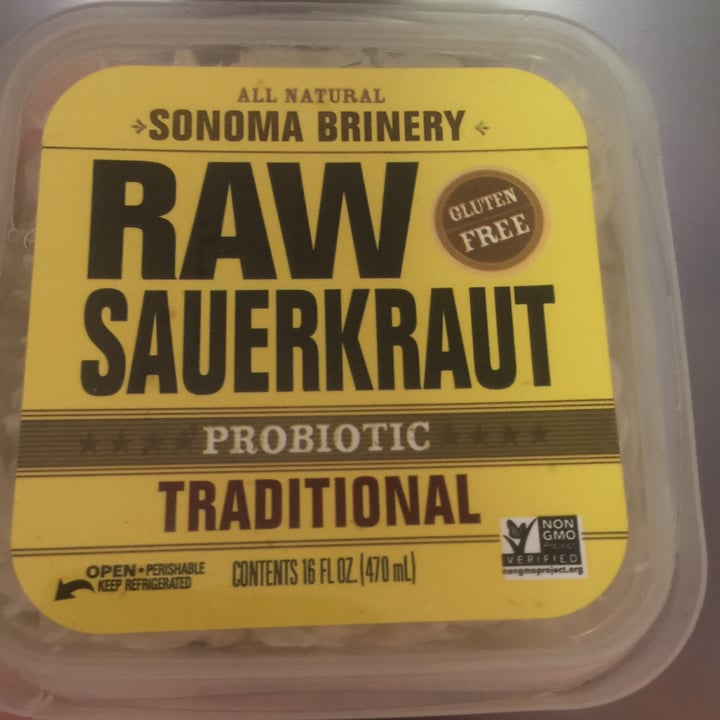 ALL NATURAL
SONOMA BRINERY
RAW
GLUTEN
FREE
SAUERKRAUT
PROBIOTIC
TRADITIONAL
OPEN • PERISHABLE
KEEP REFRIGERATED
CONTENTS 16 FL OZ. (470 mL)
NON
GMO
Project
VERIFIED
nongmoproject.org